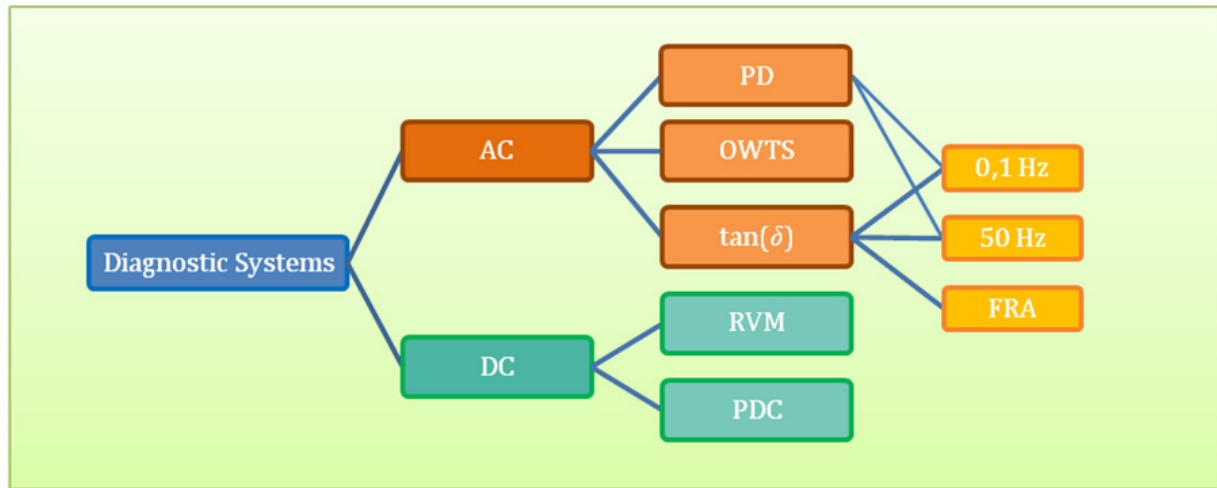 Diagnostic Systems
AC
DC
PD
OWTS
tan(δ)
RVM
PDC
0,1 Hz
50 Hz
FRA